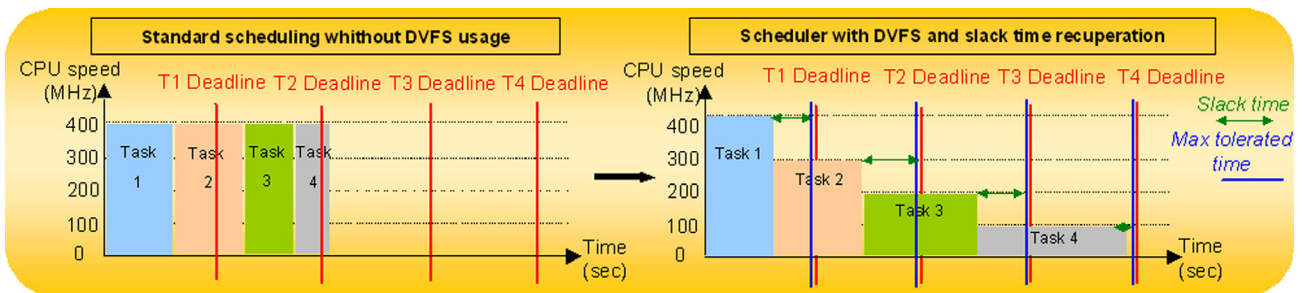 Standard scheduling whithout DVFS usage
CPU speed
(MHz)
T1 Deadline T2 Deadline T3 Deadline T4 Deadline
400
300
200
100
0
Task
1
Task
2
Task
3
Task
4
Time
(sec)
Scheduler with DVFS and slack time recuperation
CPU speed
(MHz)
T1 Deadline T2 Deadline T3 Deadline T4 Deadline
400
300
200
100
0
Task 1
Task 2
Task 3
Task 4
Time
(sec)
Slack time
Max tolerated
time